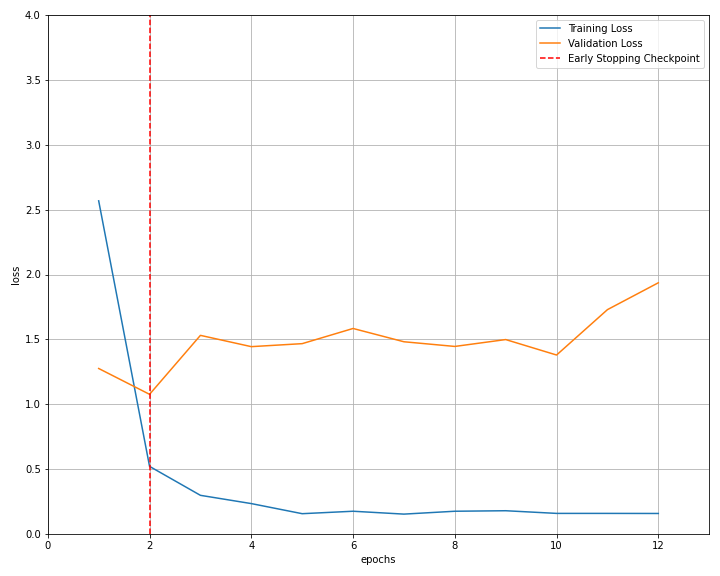 4.0
3.5
3.0
2.5
2.0
1.5
1.0
0.5
0.0
loss
Training Loss
Validation Loss
Early Stopping Checkpoint
0 2 4 6 8 10 12
epochs